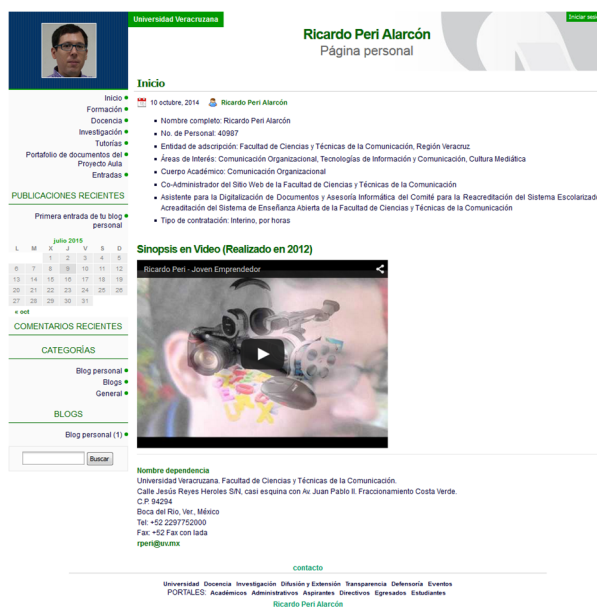 Universidad Veracruzana
Iniciar sesi
Ricardo Peri Alarcón
Página personal
Inicio
Formación
Docencia
Investigación
Tutorías
Portafolio de documentos del
Proyecto Aula
Entradas
PUBLICACIONES RECIENTES
Primera entrada de tu blog
personal
julio 2015
L M X J V S D
1 2 3 4 5
6 7 8 9 10 11 12
13 14 15 16 17 18 19
20 21 22 23 24 25 26
27 28 29 30 31
« oct
COMENTARIOS RECIENTES
CATEGORÍAS
Blog personal
Blogs
General
BLOGS
Blog personal (1)
Buscar
Inicio
10 octubre, 2014 Ricardo Peri Alarcón
Nombre completo: Ricardo Peri Alarcón
No. de Personal: 40987
Entidad de adscripción: Facultad de Ciencias y Técnicas de la Comunicación, Región Veracruz.
Áreas de Interés: Comunicación Organizacional, Tecnologías de Información y Comunicación, Cultura Mediática
Cuerpo Académico: Comunicación Organizacional
Co-Administrador del Sitio Web de la Facultad de Ciencias y Técnicas de la Comunicación
Asistente para la Digitalización de Documentos y Asesoría Informática del Comité para la Reacreditación del Sistema Escolarizado
Acreditación del Sistema de Enseñanza Abierta de la Facultad de Ciencias y Técnicas de la Comunicación
Tipo de contratación: Interino, por horas
Sinopsis en Video (Realizado en 2012)
Ricardo Peri - Joven Emprendedor
Nombre dependencia
Universidad Veracruzana. Facultad de Ciencias y Técnicas de la Comunicación.
Calle Jesús Reyes Heroles S/N, casi esquina con Av. Juan Pablo II. Fraccionamiento Costa Verde.
C.P. 94294
Boca del Rio, Ver., México
Tel: +52 2297752000
Fax: +52 Fax con lada
rperi@uv.mx
contacto
Universidad Docencia Investigación Difusión y Extensión Transparencia Defensoría Eventos
PORTALES: Académicos Administrativos Aspirantes Directivos Egresados Estudiantes
Ricardo Peri Alarcón